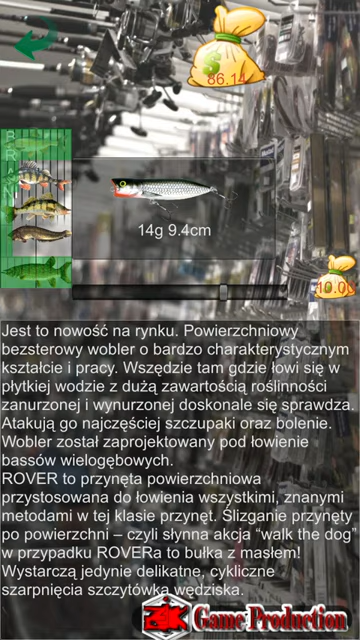 86.14
14g 9.4cm
10.00
Jest to nowość na rynku. Powierzchniowy
bezsterowy wobler o bardzo charakterystycznym
kształcie i pracy. Wszędzie tam gdzie łowi się w
płytkiej wodzie z dużą zawartością roślinności
zanurzonej i wynurzonej doskonale się sprawdza.
Atakują go najczęściej szczupaki oraz bolenie.
Wobler został zaprojektowany pod łowienie
bassów wielogębowych.
ROVER to przynęta powierzchniowa
przystosowana do łowienia wszystkimi, znanymi
metodami w tej klasie przynęt. Ślizganie przynęty
po powierzchni – czyli słynna akcja “walk the dog”
w przypadku ROVERa to bułka z masłem!
Wystarczą jedynie delikatne, cykliczne
szarpnięcia szczytówką wędziska.
Game Production